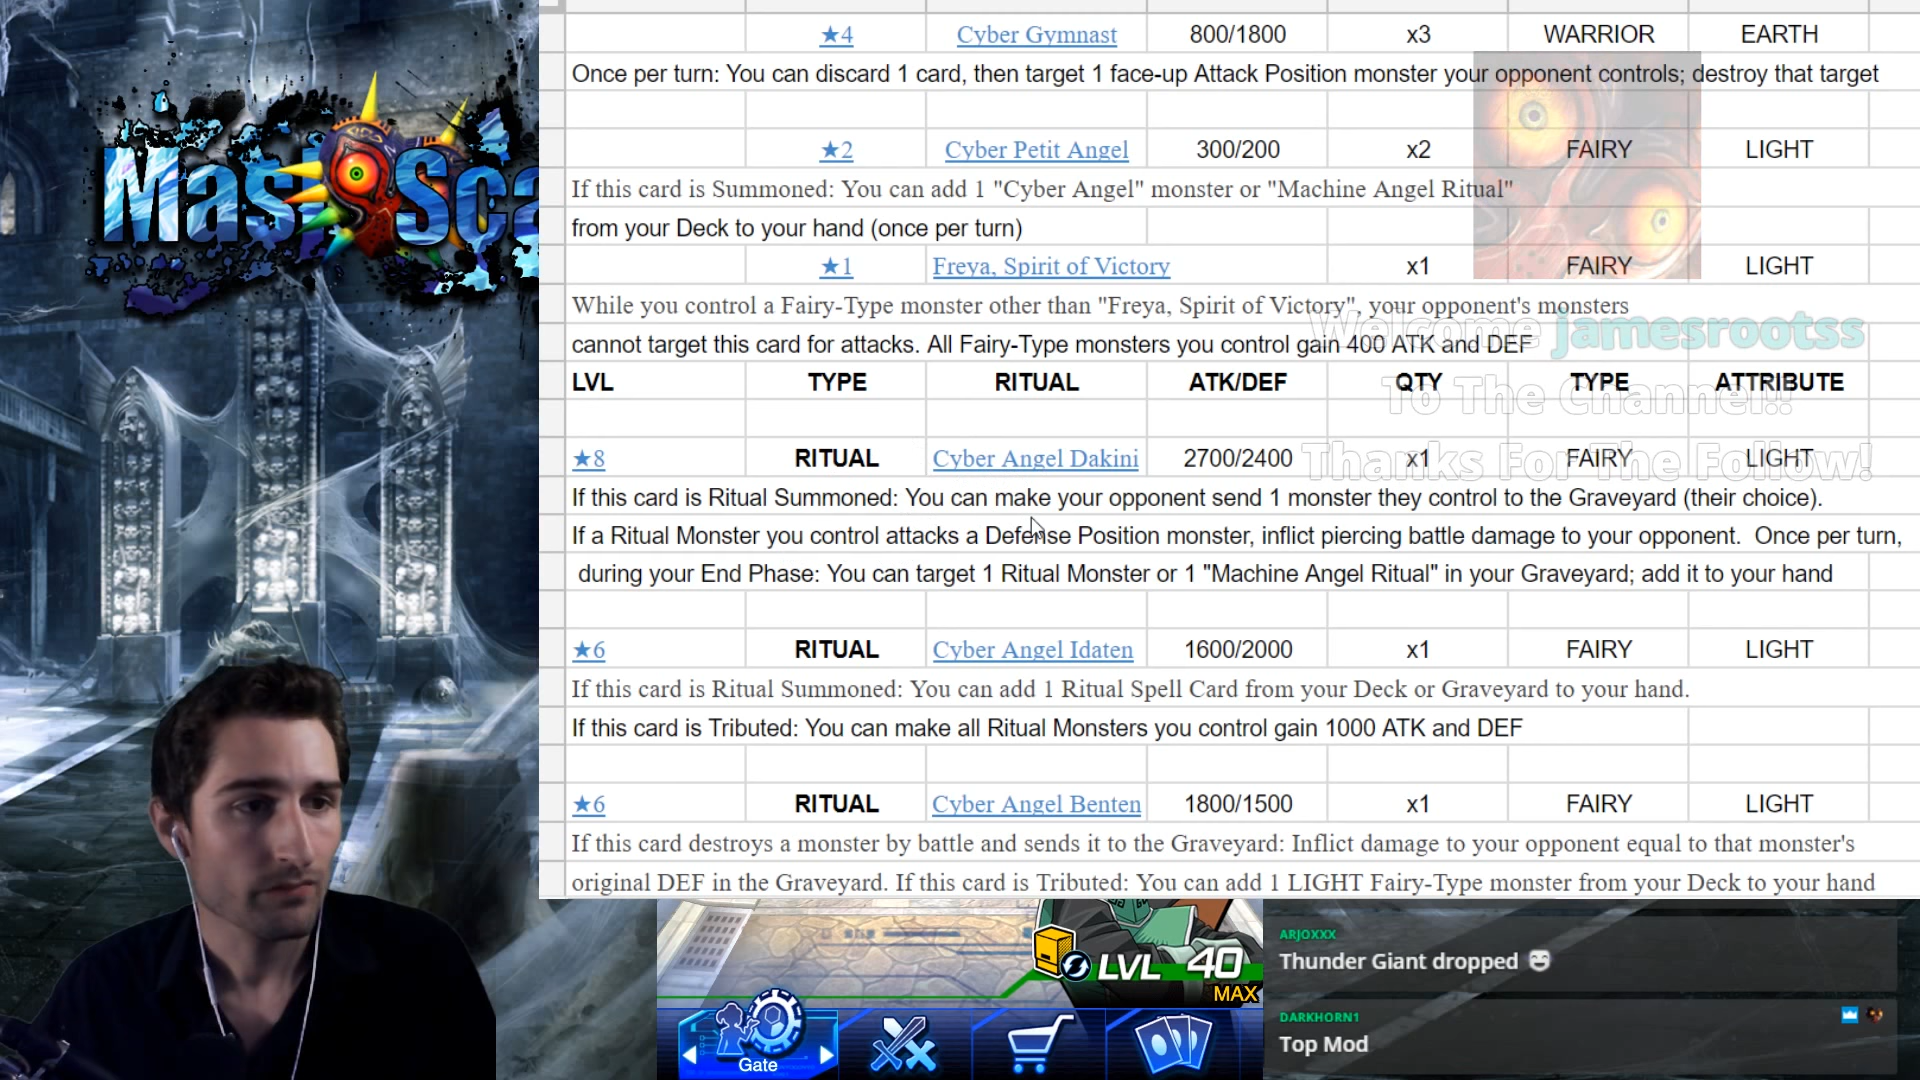 Mas Sca
★4 Cyber Gymnast 800/1800 x3 WARRIOR EARTH
Once per turn: You can discard 1 card, then target 1 face-up Attack Position monster your opponent controls; destroy that target
★2 Cyber Petit Angel 300/200 x2 FAIRY LIGHT
If this card is Summoned: You can add 1 "Cyber Angel" monster or "Machine Angel Ritual"
from your Deck to your hand (once per turn)
★1 Freya, Spirit of Victory x1 FAIRY LIGHT
While you control a Fairy-Type monster other than "Freya, Spirit of Victory", your opponent's monsters
Welcome jamesrootss
cannot target this card for attacks. All Fairy-Type monsters you control gain 400 ATK and DEF
LVL TYPE RITUAL ATK/DEF QTY TYPE ATTRIBUTE
To The Channel!!
★8 RITUAL Cyber Angel Dakini 2700/2400 x1 FAIRY LIGHT
Thanks For The Follow!
If this card is Ritual Summoned: You can make your opponent send 1 monster they control to the Graveyard (their choice).
If a Ritual Monster you control attacks a Defense Position monster, inflict piercing battle damage to your opponent. Once per turn,
during your End Phase: You can target 1 Ritual Monster or 1 "Machine Angel Ritual" in your Graveyard; add it to your hand
★6 RITUAL Cyber Angel Idaten 1600/2000 x1 FAIRY LIGHT
If this card is Ritual Summoned: You can add 1 Ritual Spell Card from your Deck or Graveyard to your hand.
If this card is Tributed: You can make all Ritual Monsters you control gain 1000 ATK and DEF
★6 RITUAL Cyber Angel Benten 1800/1500 x1 FAIRY LIGHT
If this card destroys a monster by battle and sends it to the Graveyard: Inflict damage to your opponent equal to that monster's
original DEF in the Graveyard. If this card is Tributed: You can add 1 LIGHT Fairy-Type monster from your Deck to your hand
LVL 40
MAX
Gate
ARJOXXX
Thunder Giant dropped
DARKHORN1
Top Mod